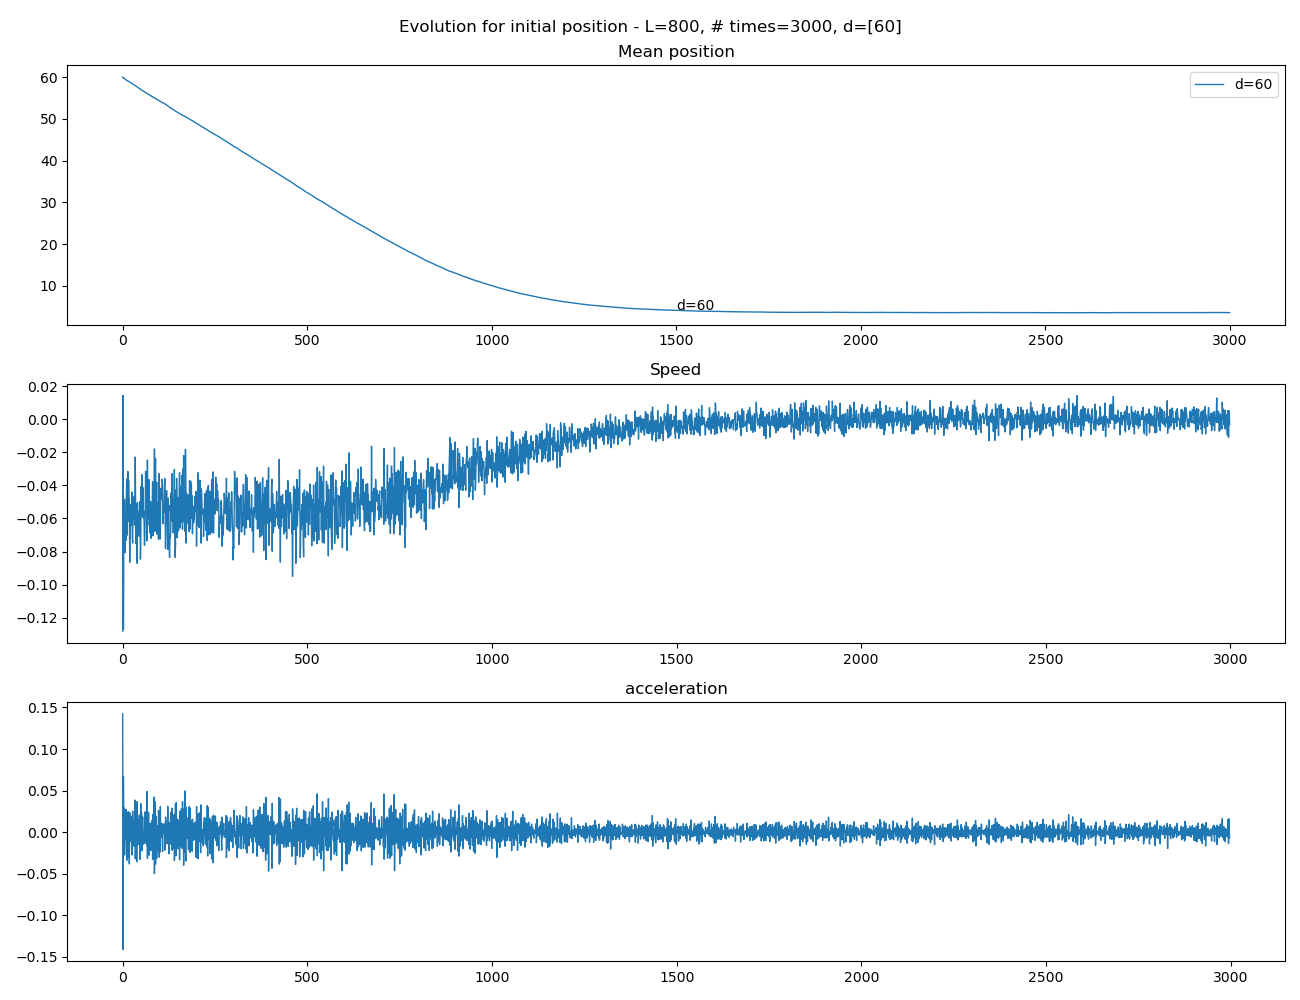 Evolution for initial position - L=800, # times=3000, d=[60]
Mean position
60
50
40
30
20
10
d=60
d=60
0 500 1000 1500 2000 2500 3000
Speed
0.02
0.00
−0.02
−0.04
−0.06
−0.08
−0.10
−0.12
0 500 1000 1500 2000 2500 3000
acceleration
0.15
0.10
0.05
0.00
−0.05
−0.10
−0.15
0 500 1000 1500 2000 2500 3000